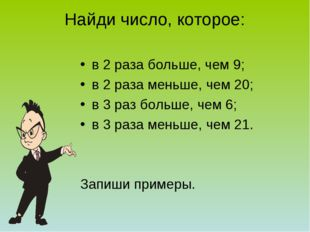 Найди число, которое:
• в 2 раза больше, чем 9;
• в 2 раза меньше, чем 20;
• в 3 раз больше, чем 6;
• в 3 раза меньше, чем 21.
Запиши примеры.